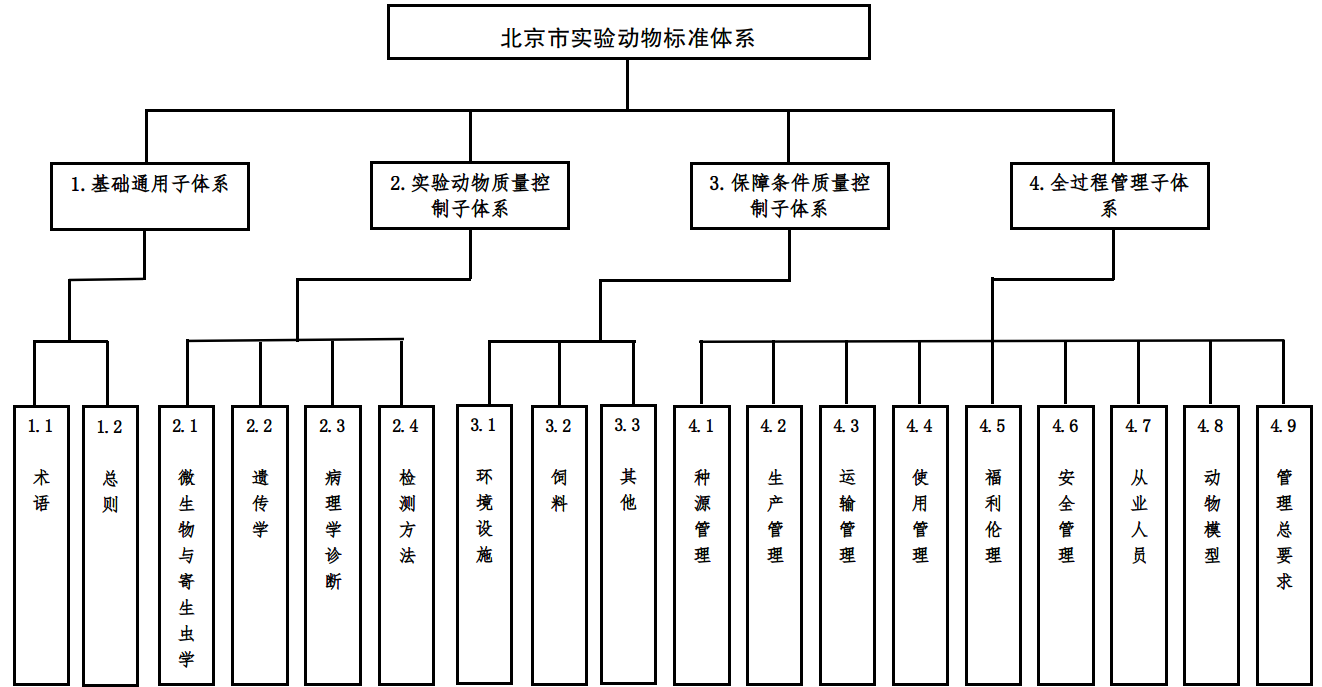 北京市实验动物标准体系
1.基础通用子体系
2.实验动物质量控
制子体系
3.保障条件质量控
制子体系
4.全过程管理子体
系
1.1
术语
1.2
总则
2.1
微生物与寄生虫学
2.2
遗传学
2.3
病理学诊断
2.4
检测方法
3.1
环境设施
3.2
饲料
3.3
其他
4.1
种源管理
4.2
生产管理
4.3
运输管理
4.4
使用管理
4.5
福利伦理
4.6
安全管理
4.7
从业人员
4.8
动物模型
4.9
管理总要求